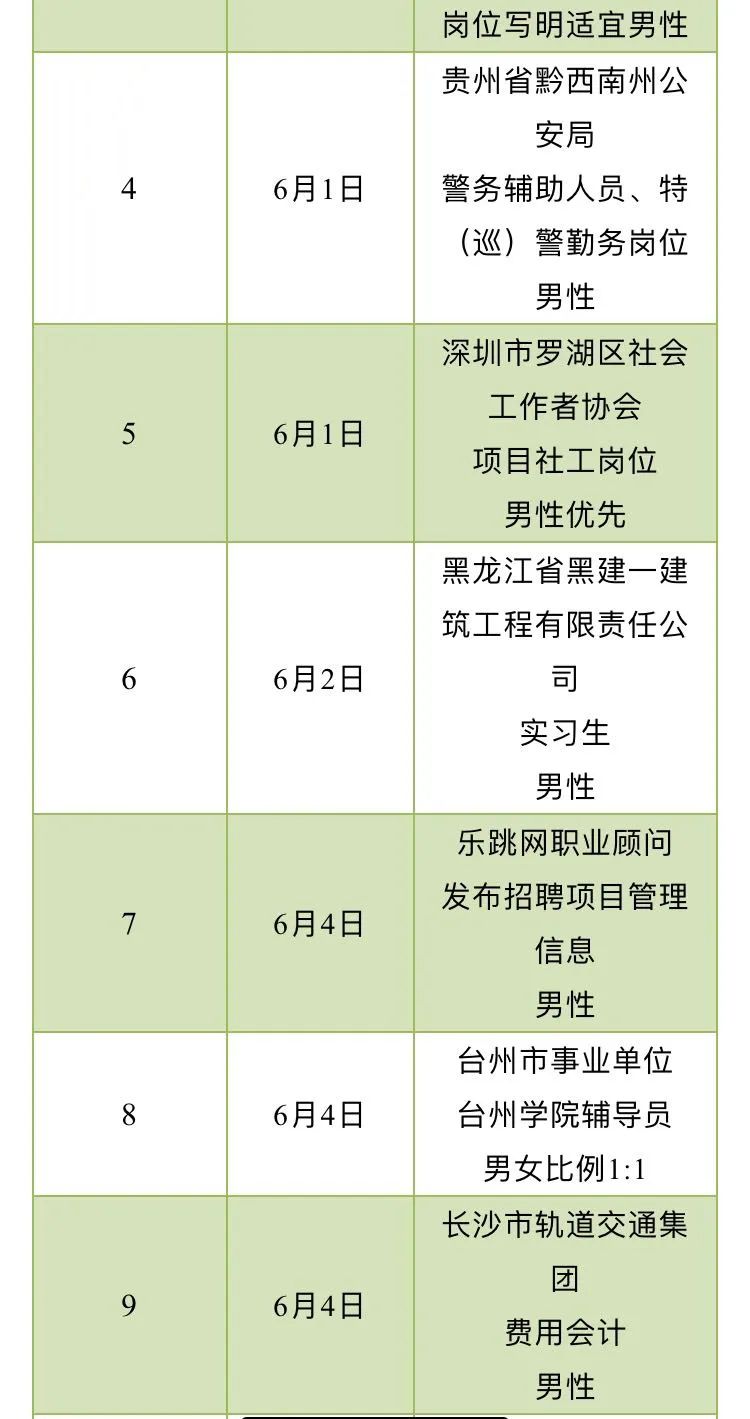 岗位写明适宜男性
4
6月1日
贵州省黔西南州公
安局
警务辅助人员、特
（巡）警勤务岗位
男性
5
6月1日
深圳市罗湖区社会
工作者协会
项目社工岗位
男性优先
6
6月2日
黑龙江省黑建一建
筑工程有限责任公
司
实习生
男性
7
6月4日
乐跳网职业顾问
发布招聘项目管理
信息
男性
8
6月4日
台州市事业单位
台州学院辅导员
男女比例1:1
9
6月4日
长沙市轨道交通集
团
费用会计
男性